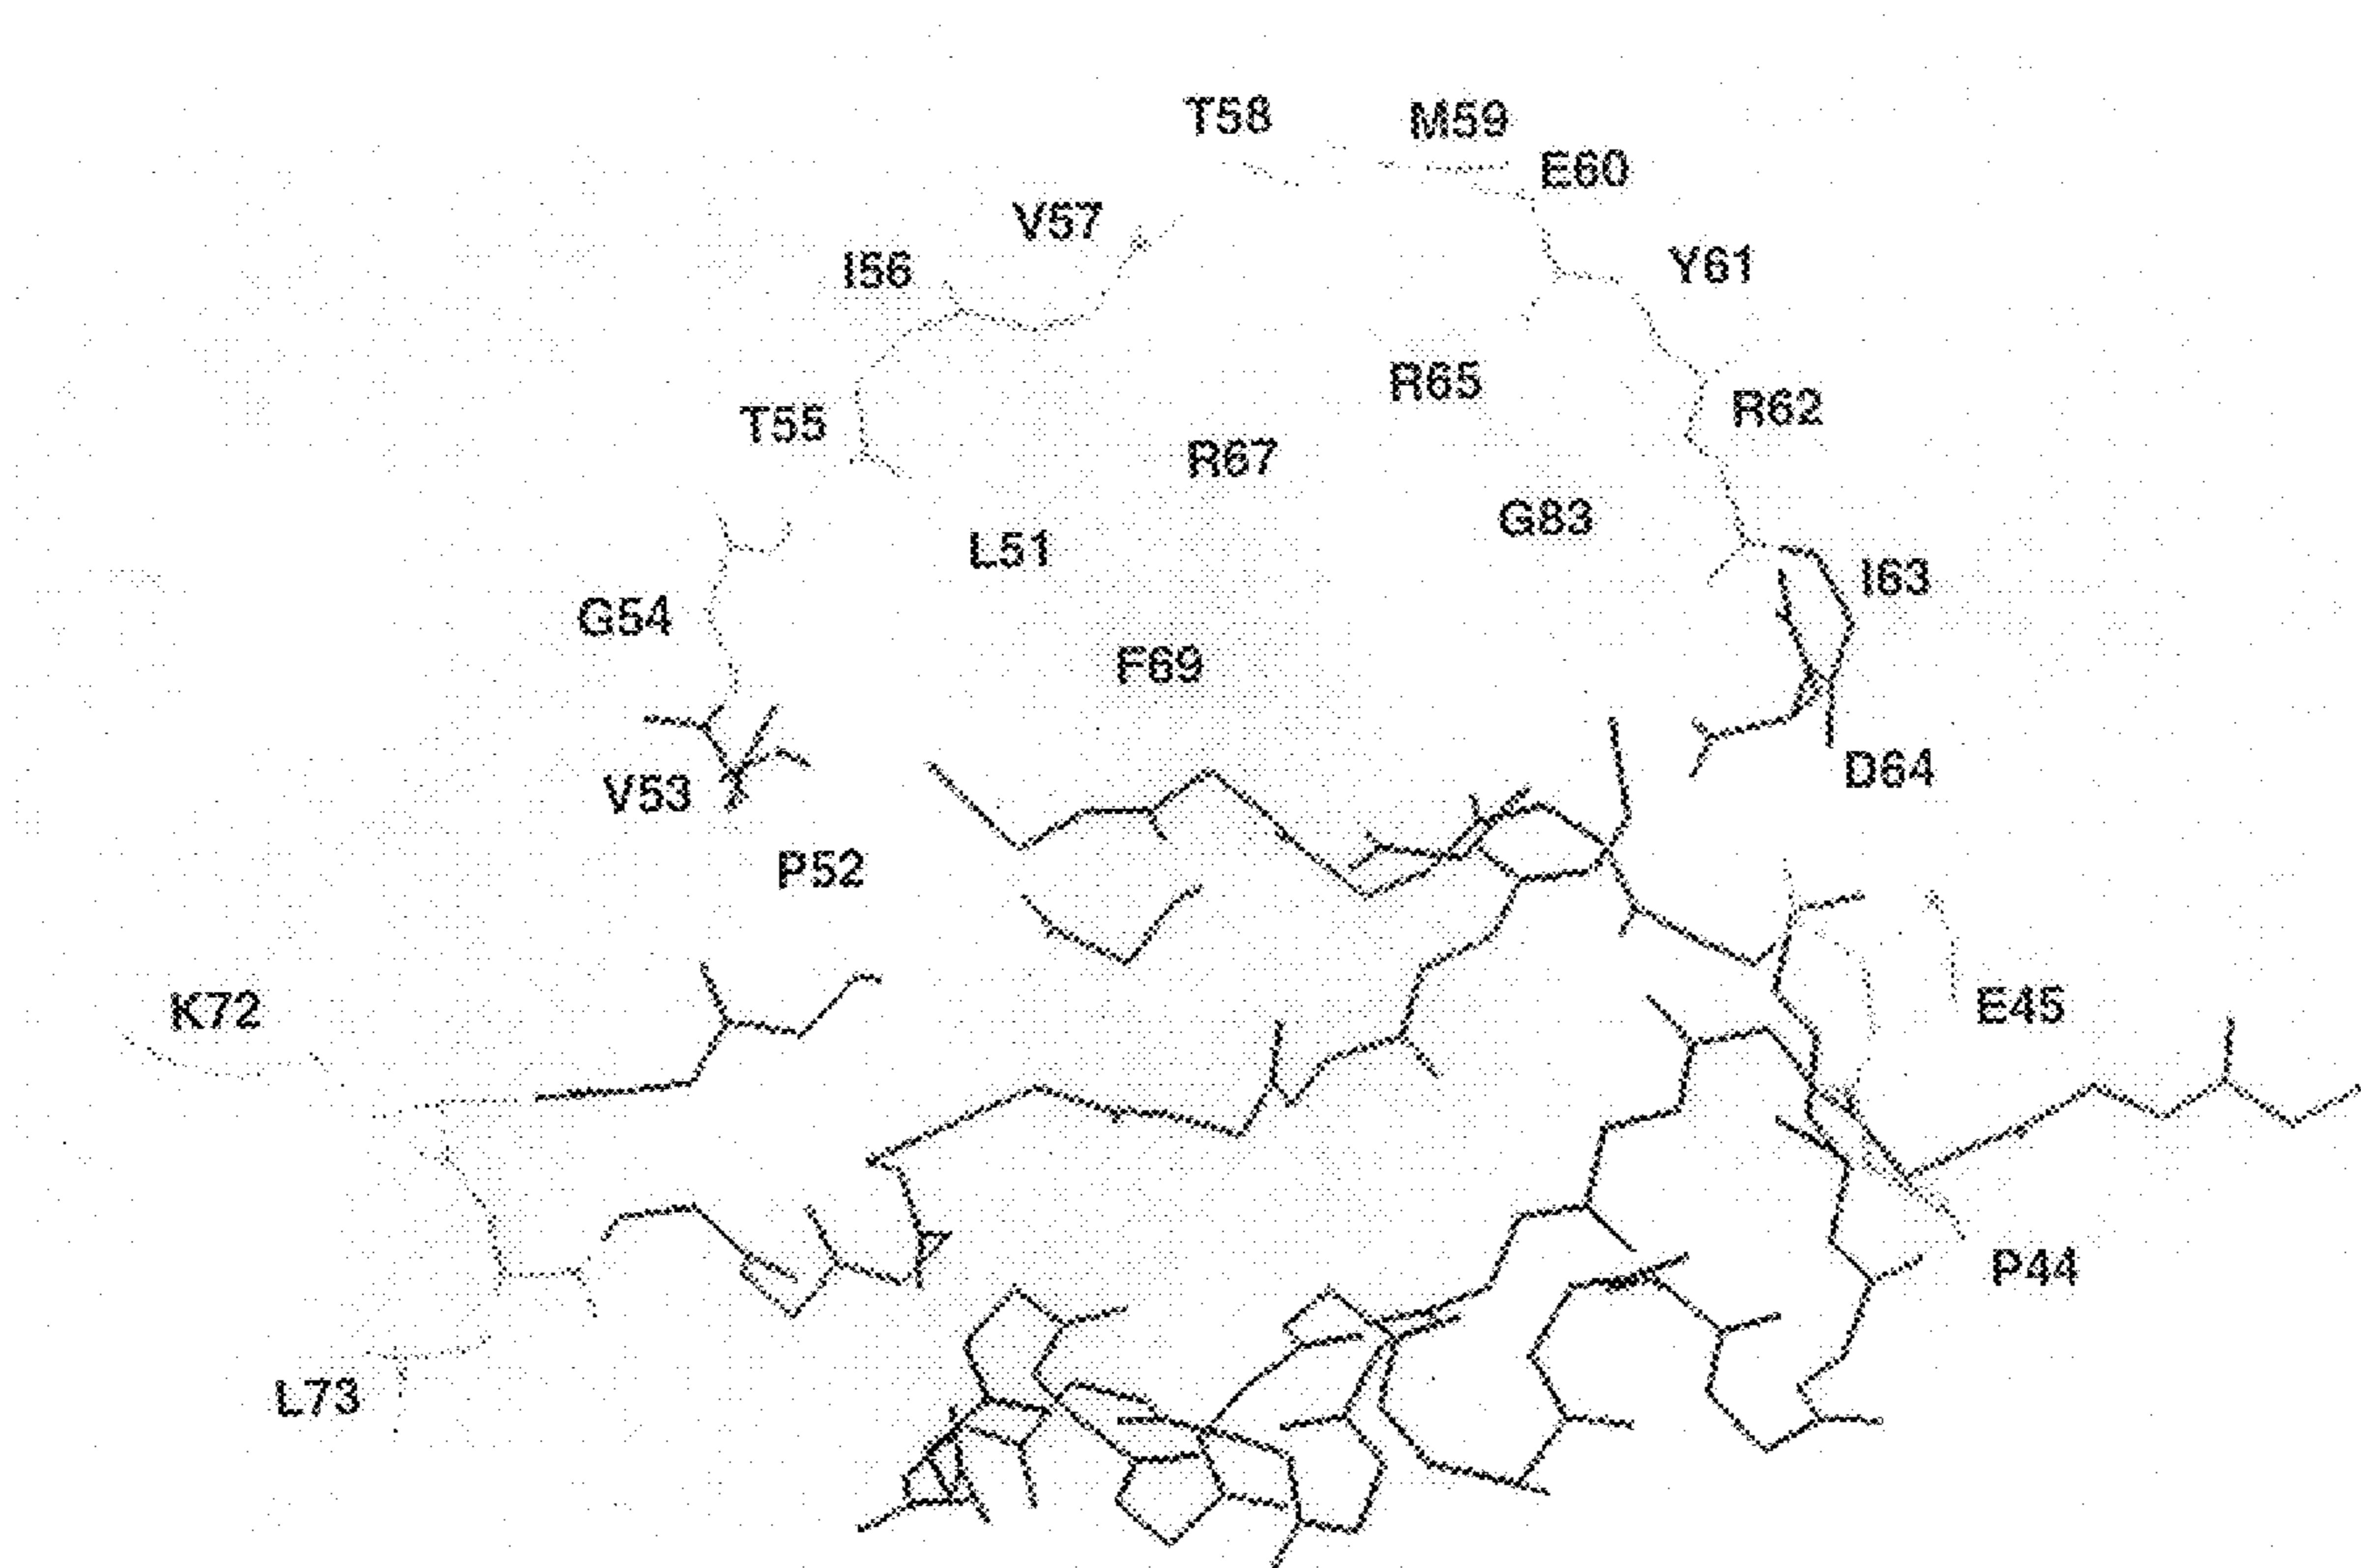 T58
M59
E60
V57
I56
Y61
R65
R62
T55
R67
G83
L51
I63
G54
F69
D64
V53
P52
K72
E45
P44
L73